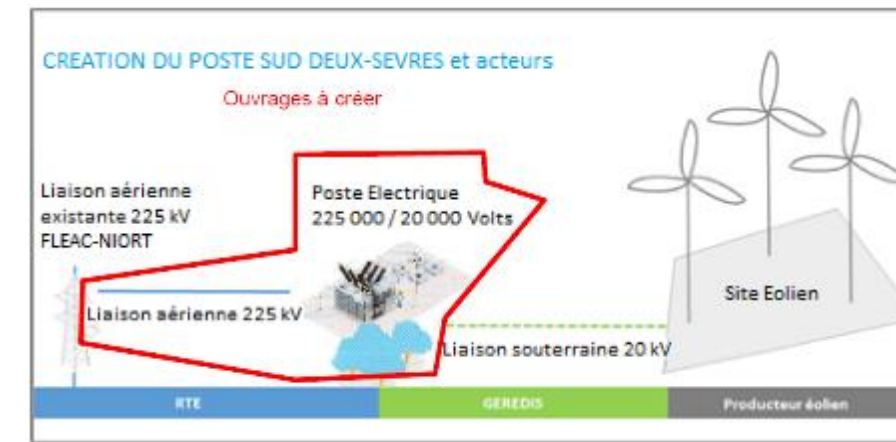 CREATION DU POSTE SUD DEUX-SEVRES et acteurs
Ouvrages à créer
Liaison aérienne
existante 225 kV
FLEAC-NIORT
Poste Electrique
225 000 / 20 000 Volts
Site Eolien
Liaison aérienne 225 kV
Liaison souterraine 20 kV
RTE
GEREDIS
Producteur éolien